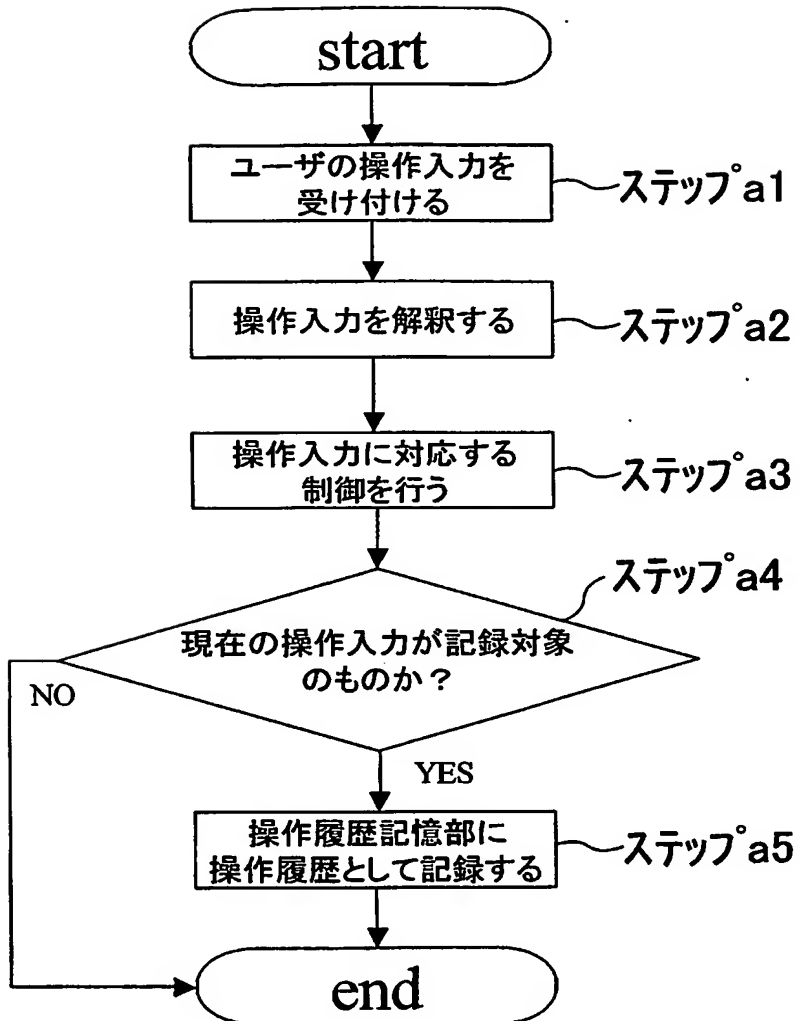 start
ユーザの操作入力を
受け付ける
ステップa1
操作入力を解釈する
ステップa2
操作入力に対応する
制御を行う
ステップa3
ステップa4
現在の操作入力が記録対象
のものか？
NO
YES
操作履歴記憶部に
操作履歴として記録する
ステップa5
end